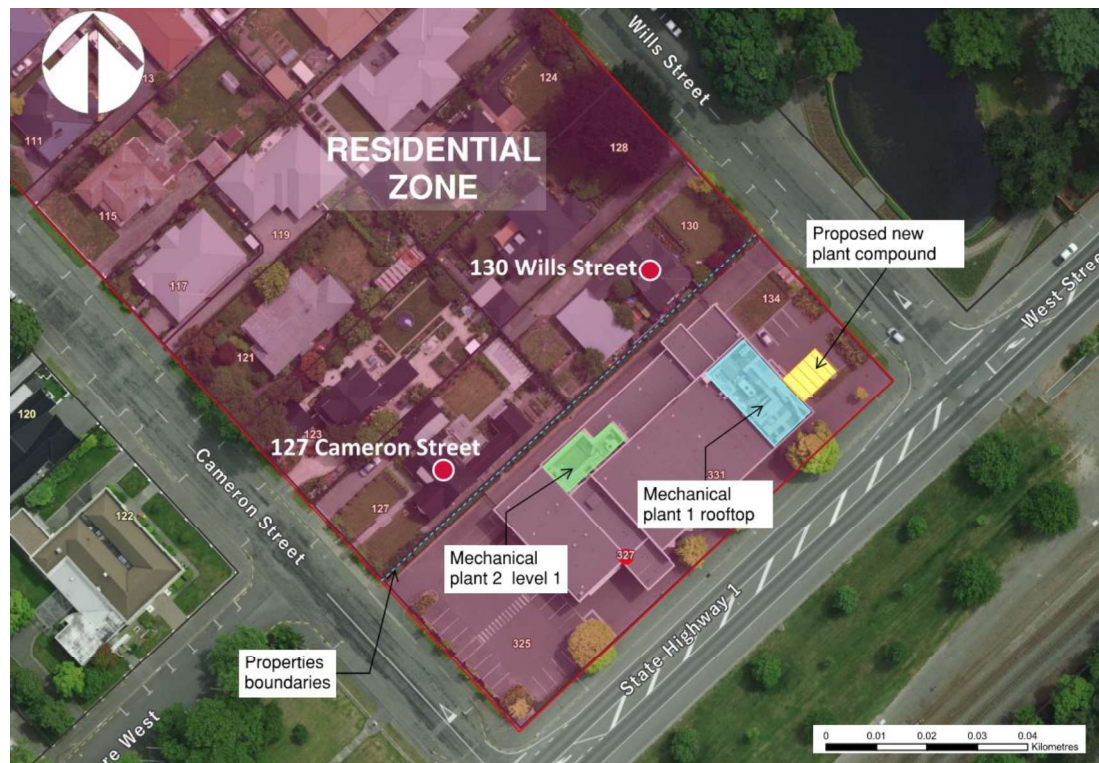 Wills Street
13
111
124
128
RESIDENTIAL
ZONE
115
119
130
Proposed new
plant compound
130 Wills Street
117
134
West Street
121
120
123
127 Cameron Street
Cameron Street
331
Mechanical
plant 1 rooftop
127
122
Mechanical
plant 2 level 1
327
325
Properties
boundaries
State Highway 1
re West
0 0.01 0.02 0.03 0.04
Kilometres